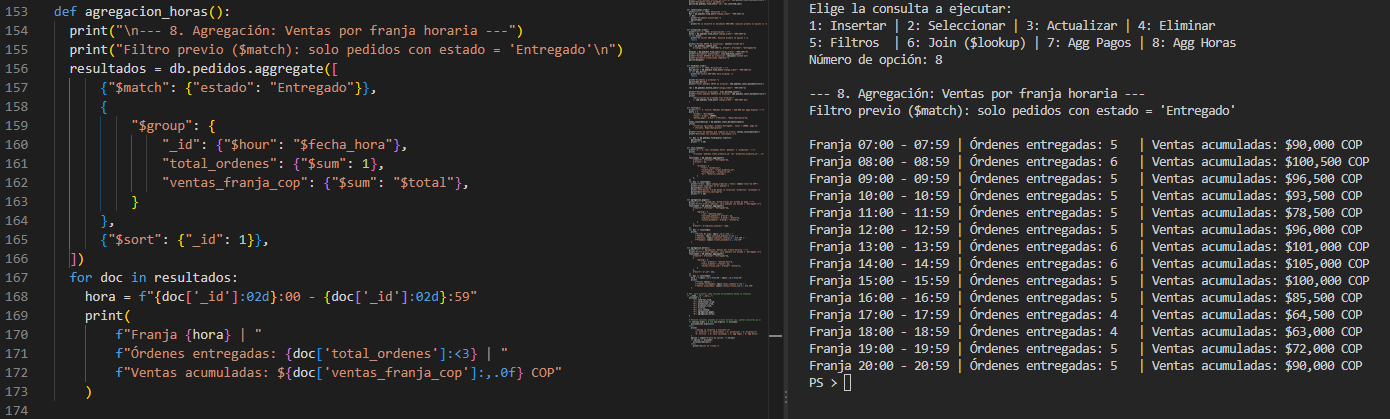 153 def agregacion_horas():
154   print("\n--- 8. Agregación: Ventas por franja horaria ---")
155   print("Filtro previo ($match): solo pedidos con estado = 'Entregado'\n")
156   resultados = db.pedidos.aggregate([
157       {"$match": {"estado": "Entregado"}},
158       {
159           "$group": {
160               "_id": {"$hour": "$fecha_hora"},
161               "total_ordenes": {"$sum": 1},
162               "ventas_franja_cop": {"$sum": "$total"},
163           }
164       },
165       {"$sort": {"_id": 1}},
166   ])
167   for doc in resultados:
168     hora = f"{doc['_id']:02d}:00 - {doc['_id']:02d}:59"
169     print(
170         f"Franja {hora} | "
171         f"Órdenes entregadas: {doc['total_ordenes']:<3} | "
172         f"Ventas acumuladas: ${doc['ventas_franja_cop']:,.0f} COP"
173     )
174
Elige la consulta a ejecutar:
1: Insertar | 2: Seleccionar | 3: Actualizar | 4: Eliminar
5: Filtros  | 6: Join ($lookup) | 7: Agg Pagos | 8: Agg Horas
Número de opción: 8
--- 8. Agregación: Ventas por franja horaria ---
Filtro previo ($match): solo pedidos con estado = 'Entregado'
Franja 07:00 - 07:59 | Órdenes entregadas: 5   | Ventas acumuladas: $90,000 COP
Franja 08:00 - 08:59 | Órdenes entregadas: 6   | Ventas acumuladas: $100,500 COP
Franja 09:00 - 09:59 | Órdenes entregadas: 5   | Ventas acumuladas: $96,500 COP
Franja 10:00 - 10:59 | Órdenes entregadas: 5   | Ventas acumuladas: $93,500 COP
Franja 11:00 - 11:59 | Órdenes entregadas: 5   | Ventas acumuladas: $78,500 COP
Franja 12:00 - 12:59 | Órdenes entregadas: 5   | Ventas acumuladas: $96,000 COP
Franja 13:00 - 13:59 | Órdenes entregadas: 6   | Ventas acumuladas: $101,000 COP
Franja 14:00 - 14:59 | Órdenes entregadas: 6   | Ventas acumuladas: $105,000 COP
Franja 15:00 - 15:59 | Órdenes entregadas: 5   | Ventas acumuladas: $100,000 COP
Franja 16:00 - 16:59 | Órdenes entregadas: 5   | Ventas acumuladas: $85,500 COP
Franja 17:00 - 17:59 | Órdenes entregadas: 4   | Ventas acumuladas: $64,500 COP
Franja 18:00 - 18:59 | Órdenes entregadas: 4   | Ventas acumuladas: $63,000 COP
Franja 19:00 - 19:59 | Órdenes entregadas: 5   | Ventas acumuladas: $72,000 COP
Franja 20:00 - 20:59 | Órdenes entregadas: 5   | Ventas acumuladas: $90,000 COP
PS >